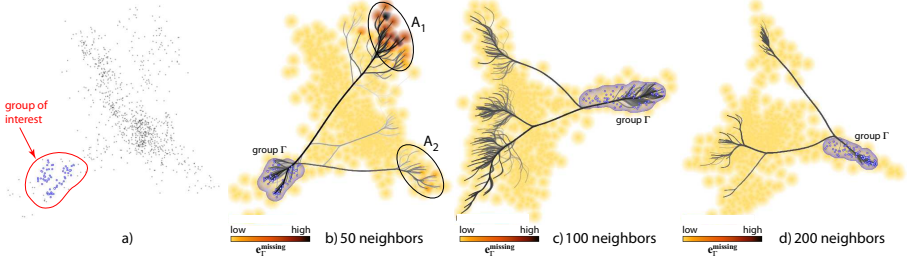 group of
interest
a)
A1
group Γ
A2
low high
e_Γ^missing
b) 50 neighbors
group Γ
low high
e_Γ^missing
c) 100 neighbors
group Γ
low high
e_Γ^missing
d) 200 neighbors